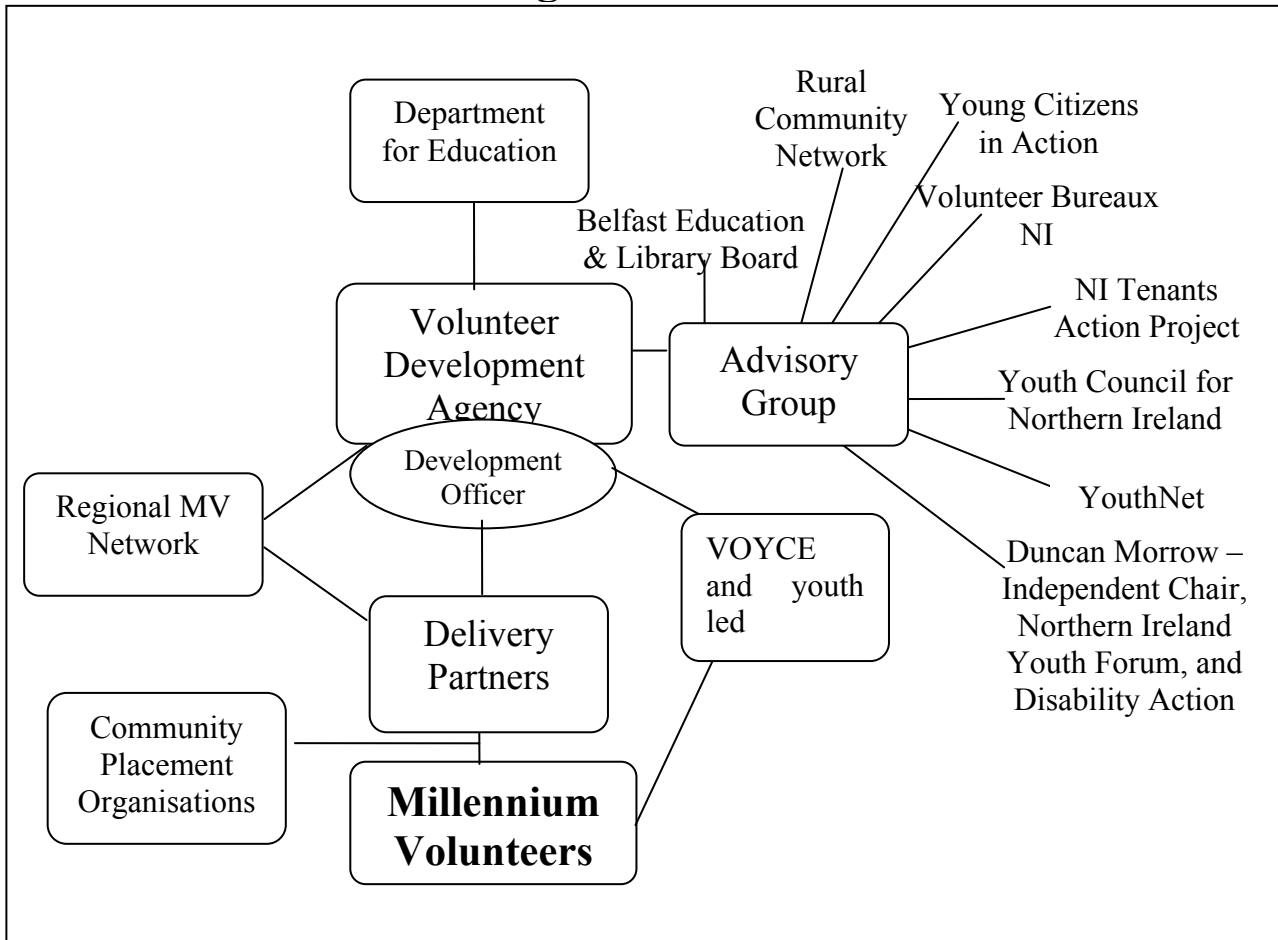 Department
for Education
Rural
Community
Network
Young Citizens
in Action
Volunteer Bureaux
NI
Belfast Education
& Library Board
NI Tenants
Action Project
Volunteer
Development
Agency
Advisory
Group
Youth Council for
Northern Ireland
Development
Officer
Regional MV
Network
YouthNet
VOYCE
and youth
led
Duncan Morrow –
Independent Chair,
Northern Ireland
Youth Forum, and
Disability Action
Delivery
Partners
Community
Placement
Organisations
Millennium
Volunteers